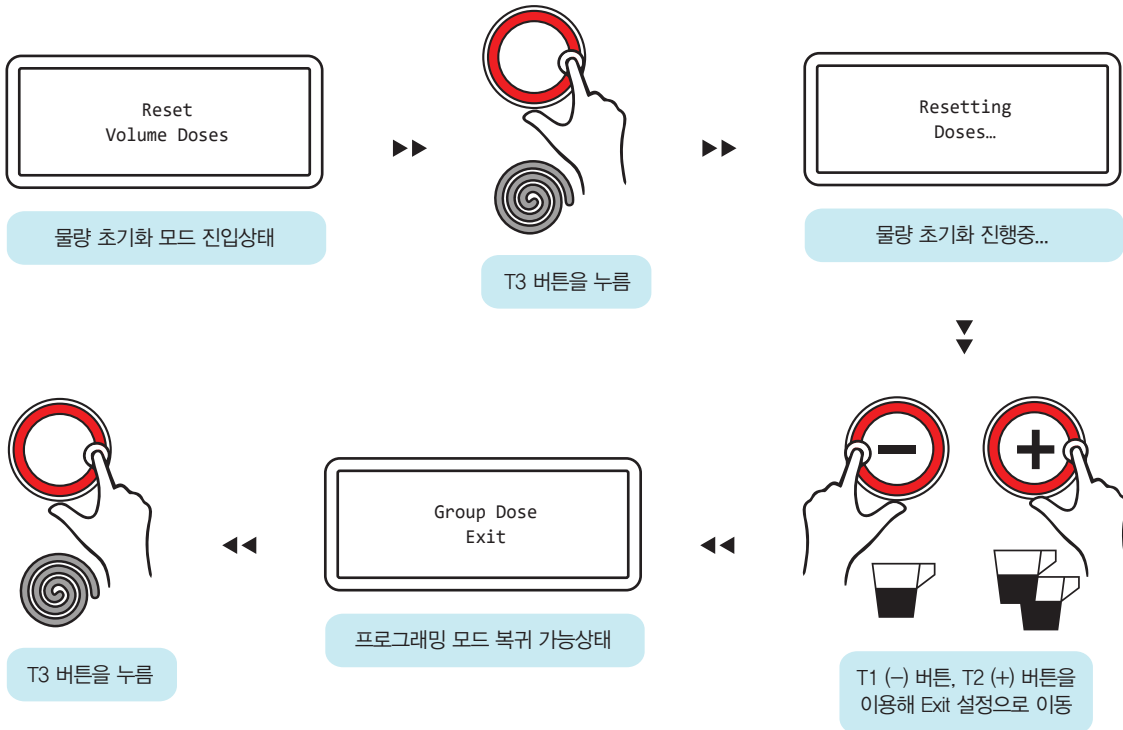 Reset
Volume Doses
물량 초기화 모드 진입상태
T3 버튼을 누름
Resetting
Doses…
물량 초기화 진행중...
T1 (–) 버튼, T2 (+) 버튼을
이용해 Exit 설정으로 이동
Group Dose
Exit
프로그래밍 모드 복귀 가능상태
T3 버튼을 누름